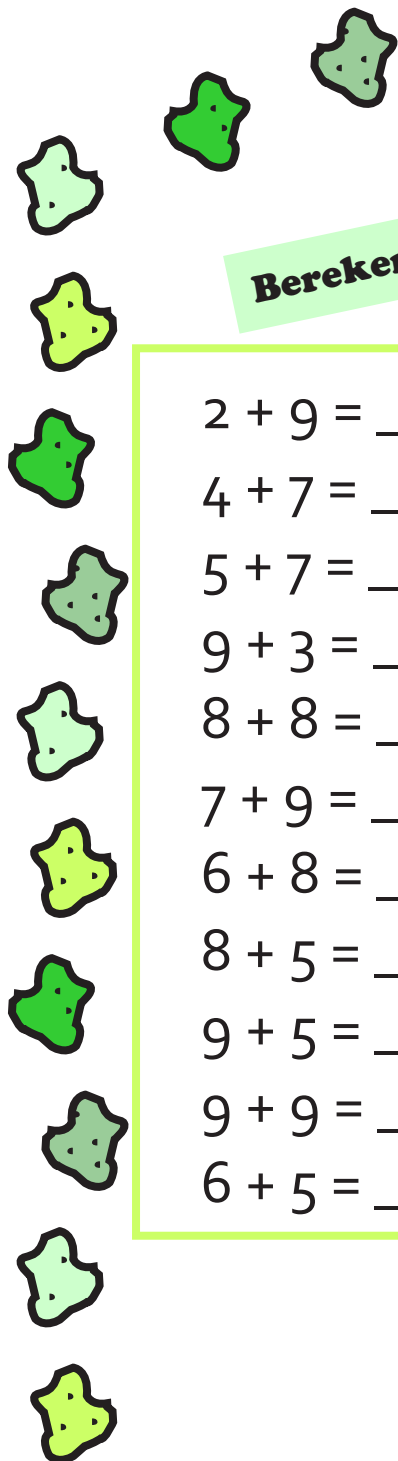 Bereken
2 + 9 = _
4 + 7 = _
5 + 7 = _
9 + 3 = _
8 + 8 = _
7 + 9 = _
6 + 8 = _
8 + 5 = _
9 + 5 = _
9 + 9 = _
6 + 5 = _